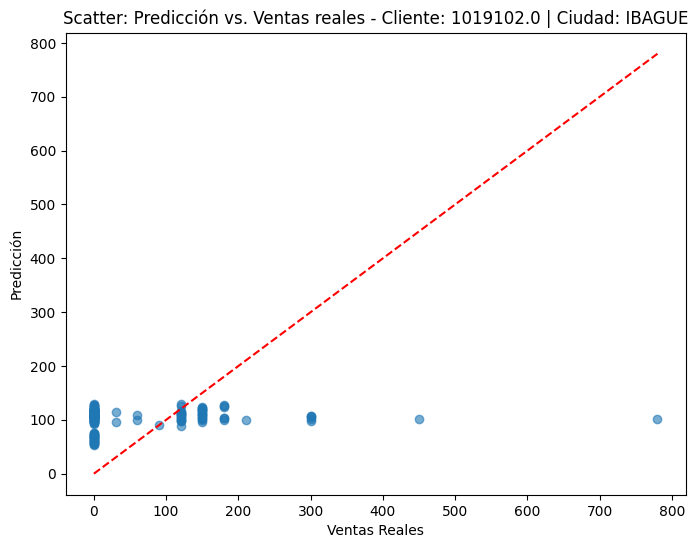 Scatter: Predicción vs. Ventas reales - Cliente: 1019102.0 | Ciudad: IBAGUE
800
700
600
500
400
300
200
100
0
Predicción
0 100 200 300 400 500 600 700 800
Ventas Reales